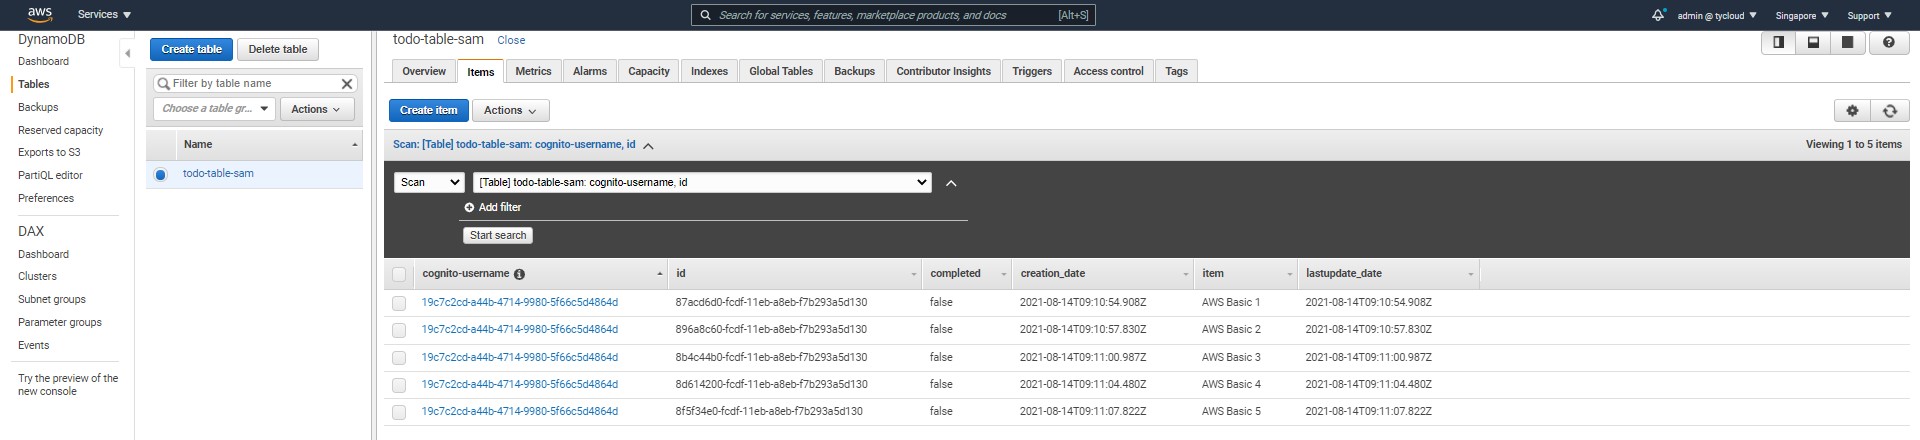 aws Services Search for services, features, marketplace products, and docs [Alt+S] admin @ tycloud Singapore Support
DynamoDB
Dashboard
Tables
Backups
Reserved capacity
Exports to S3
PartiQL editor
Preferences
DAX
Dashboard
Clusters
Subnet groups
Parameter groups
Events
Try the preview of the
new console
Create table Delete table
Filter by table name
Choose a table gr... Actions
Name
todo-table-sam
todo-table-sam Close
Overview Items Metrics Alarms Capacity Indexes Global Tables Backups Contributor Insights Triggers Access control Tags
Create item Actions
Scan: [Table] todo-table-sam: cognito-username, id Viewing 1 to 5 items
Scan [Table] todo-table-sam: cognito-username, id
Add filter
Start search
cognito-username id completed creation_date item lastupdate_date
19c7c2cd-a44b-4714-9980-5f66c5d4864d 87acd6d0-fcdf-11eb-a8eb-f7b293a5d130 false 2021-08-14T09:10:54.908Z AWS Basic 1 2021-08-14T09:10:54.908Z
19c7c2cd-a44b-4714-9980-5f66c5d4864d 896a8c60-fcdf-11eb-a8eb-f7b293a5d130 false 2021-08-14T09:10:57.830Z AWS Basic 2 2021-08-14T09:10:57.830Z
19c7c2cd-a44b-4714-9980-5f66c5d4864d 8b4c44b0-fcdf-11eb-a8eb-f7b293a5d130 false 2021-08-14T09:11:00.987Z AWS Basic 3 2021-08-14T09:11:00.987Z
19c7c2cd-a44b-4714-9980-5f66c5d4864d 8d614200-fcdf-11eb-a8eb-f7b293a5d130 false 2021-08-14T09:11:04.480Z AWS Basic 4 2021-08-14T09:11:04.480Z
19c7c2cd-a44b-4714-9980-5f66c5d4864d 8f5f34e0-fcdf-11eb-a8eb-f7b293a5d130 false 2021-08-14T09:11:07.822Z AWS Basic 5 2021-08-14T09:11:07.822Z